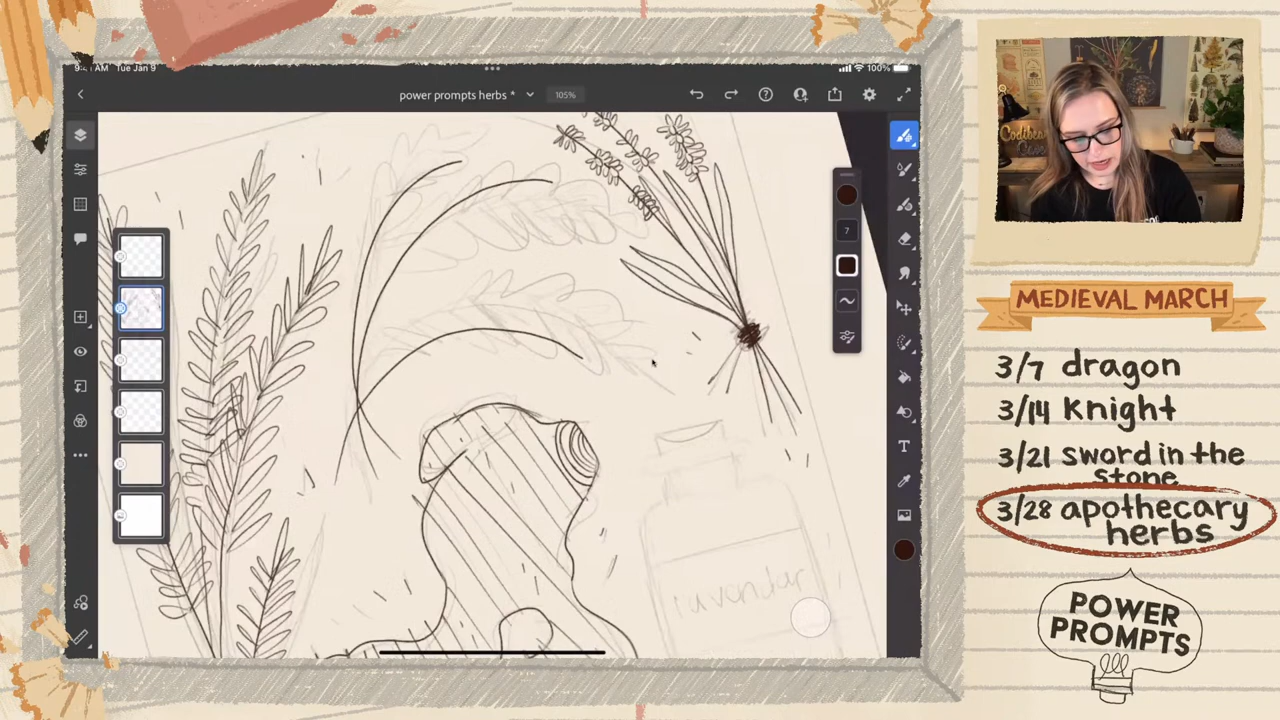 Tue Jan 9
100%
power prompts herbs *
105%
7
T
lavendar
MEDIEVAL MARCH
3/7 dragon
3/14 Knight
3/21 sword in the
stone
3/28 apothecary
herbs
POWER
PROMPTS